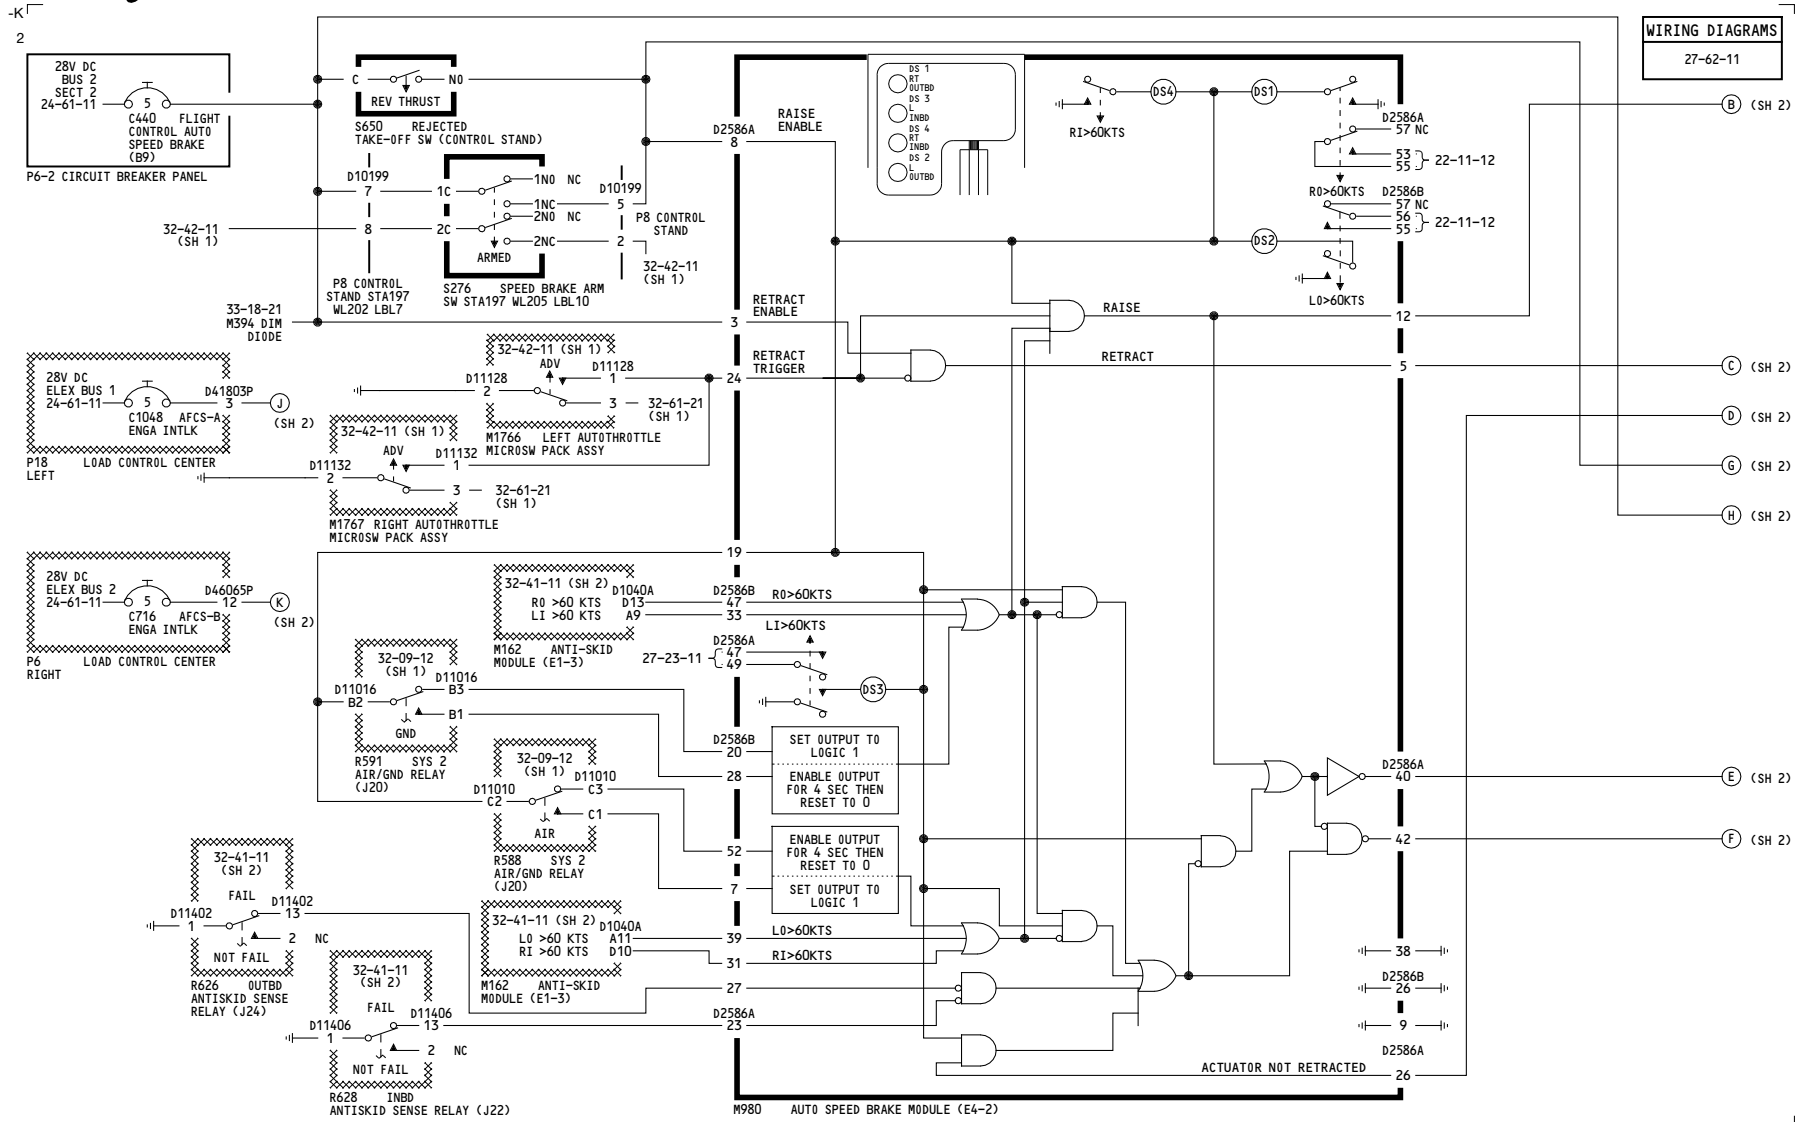 -K
2
WIRING DIAGRAMS
27-62-11
28V DC
BUS 2
SECT 2
24-61-11
5
C440 FLIGHT
CONTROL AUTO
SPEED BRAKE
(B9)
P6-2 CIRCUIT BREAKER PANEL
C
NO
REV THRUST
S650 REJECTED
TAKE-OFF SW (CONTROL STAND)
D10199
7
8
1C
2C
1NO NC
1NC
2NO NC
2NC
ARMED
D10199
5
2
P8 CONTROL
STAND
32-42-11
(SH 1)
32-42-11
(SH 1)
P8 CONTROL
STAND STA197
WL202 LBL7
S276 SPEED BRAKE ARM
SW STA197 WL205 LBL10
33-18-21
M394 DIM
DIODE
D2586A
8
RAISE
ENABLE
3
RETRACT
ENABLE
24
RETRACT
TRIGGER
DS 1
RT
OUTBD
DS 3
L
INBD
DS 4
RT
INBD
DS 2
L
OUTBD
DS4
DS1
RI>60KTS
D2586A
57 NC
53
55
22-11-12
RO>60KTS
D2586B
57 NC
56
55
22-11-12
DS2
LO>60KTS
RAISE
12
RETRACT
5
B (SH 2)
C (SH 2)
D (SH 2)
G (SH 2)
H (SH 2)
28V DC
ELEX BUS 1
24-61-11
5
D41803P
3
J
(SH 2)
C1048 AFCS-A
ENGA INTLK
P18 LOAD CONTROL CENTER
LEFT
32-42-11 (SH 1)
ADV
D11128
2
D11128
1
3
32-61-21
(SH 1)
M1766 LEFT AUTOTHROTTLE
MICROSW PACK ASSY
32-42-11 (SH 1)
ADV
D11132
2
D11132
1
3
32-61-21
(SH 1)
M1767 RIGHT AUTOTHROTTLE
MICROSW PACK ASSY
28V DC
ELEX BUS 2
24-61-11
5
D46065P
12
K
(SH 2)
C716 AFCS-B
ENGA INTLK
P6 LOAD CONTROL CENTER
RIGHT
19
32-41-11 (SH 2)
D1040A
RO >60 KTS D13
LI >60 KTS A9
M162 ANTI-SKID
MODULE (E1-3)
D2586B
47
33
RO>60KTS
LI>60KTS
D2586A
47
49
27-23-11
DS3
32-09-12
(SH 1)
D11016
B2
D11016
B3
B1
GND
R591 SYS 2
AIR/GND RELAY
(J20)
D2586B
20
28
SET OUTPUT TO
LOGIC 1
ENABLE OUTPUT
FOR 4 SEC THEN
RESET TO 0
32-09-12
(SH 1)
D11010
C2
D11010
C3
C1
AIR
R588 SYS 2
AIR/GND RELAY
(J20)
52
7
ENABLE OUTPUT
FOR 4 SEC THEN
RESET TO 0
SET OUTPUT TO
LOGIC 1
D2586A
40
42
E (SH 2)
F (SH 2)
32-41-11
(SH 2)
FAIL
D11402
1
D11402
13
2 NC
NOT FAIL
R626 OUTBD
ANTISKID SENSE
RELAY (J24)
32-41-11 (SH 2)
D1040A
LO >60 KTS A11
RI >60 KTS D10
M162 ANTI-SKID
MODULE (E1-3)
39
31
LO>60KTS
RI>60KTS
27
D2586A
23
32-41-11
(SH 2)
FAIL
D11406
1
D11406
13
2 NC
NOT FAIL
R628 INBD
ANTISKID SENSE RELAY (J22)
38
D2586B
26
9
D2586A
ACTUATOR NOT RETRACTED
26
M980 AUTO SPEED BRAKE MODULE (E4-2)